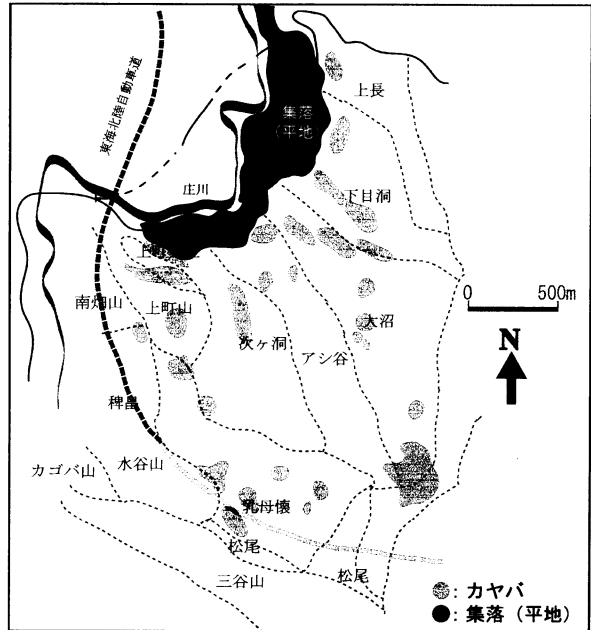 東海北陸自動車道
上長
集落
(平地)
庄川
下目洞
0 500m
南畑山
上町山
大沼
次ヶ洞
アシ谷
N
稗畠
水谷山
カゴバ山
乳母懐
松尾
三谷山
松尾
：カヤバ
：集落（平地）